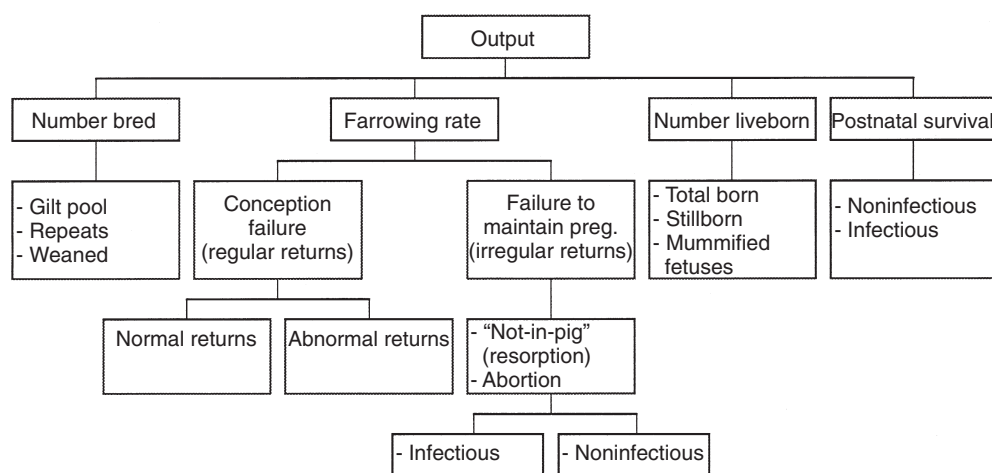 Output
Number bred
Farrowing rate
Number liveborn
Postnatal survival
- Gilt pool
- Repeats
- Weaned
Conception
failure
(regular returns)
Failure to
maintain preg.
(irregular returns)
- Total born
- Stillborn
- Mummified
fetuses
- Noninfectious
- Infectious
Normal returns
Abnormal returns
- “Not-in-pig”
(resorption)
- Abortion
- Infectious
- Noninfectious